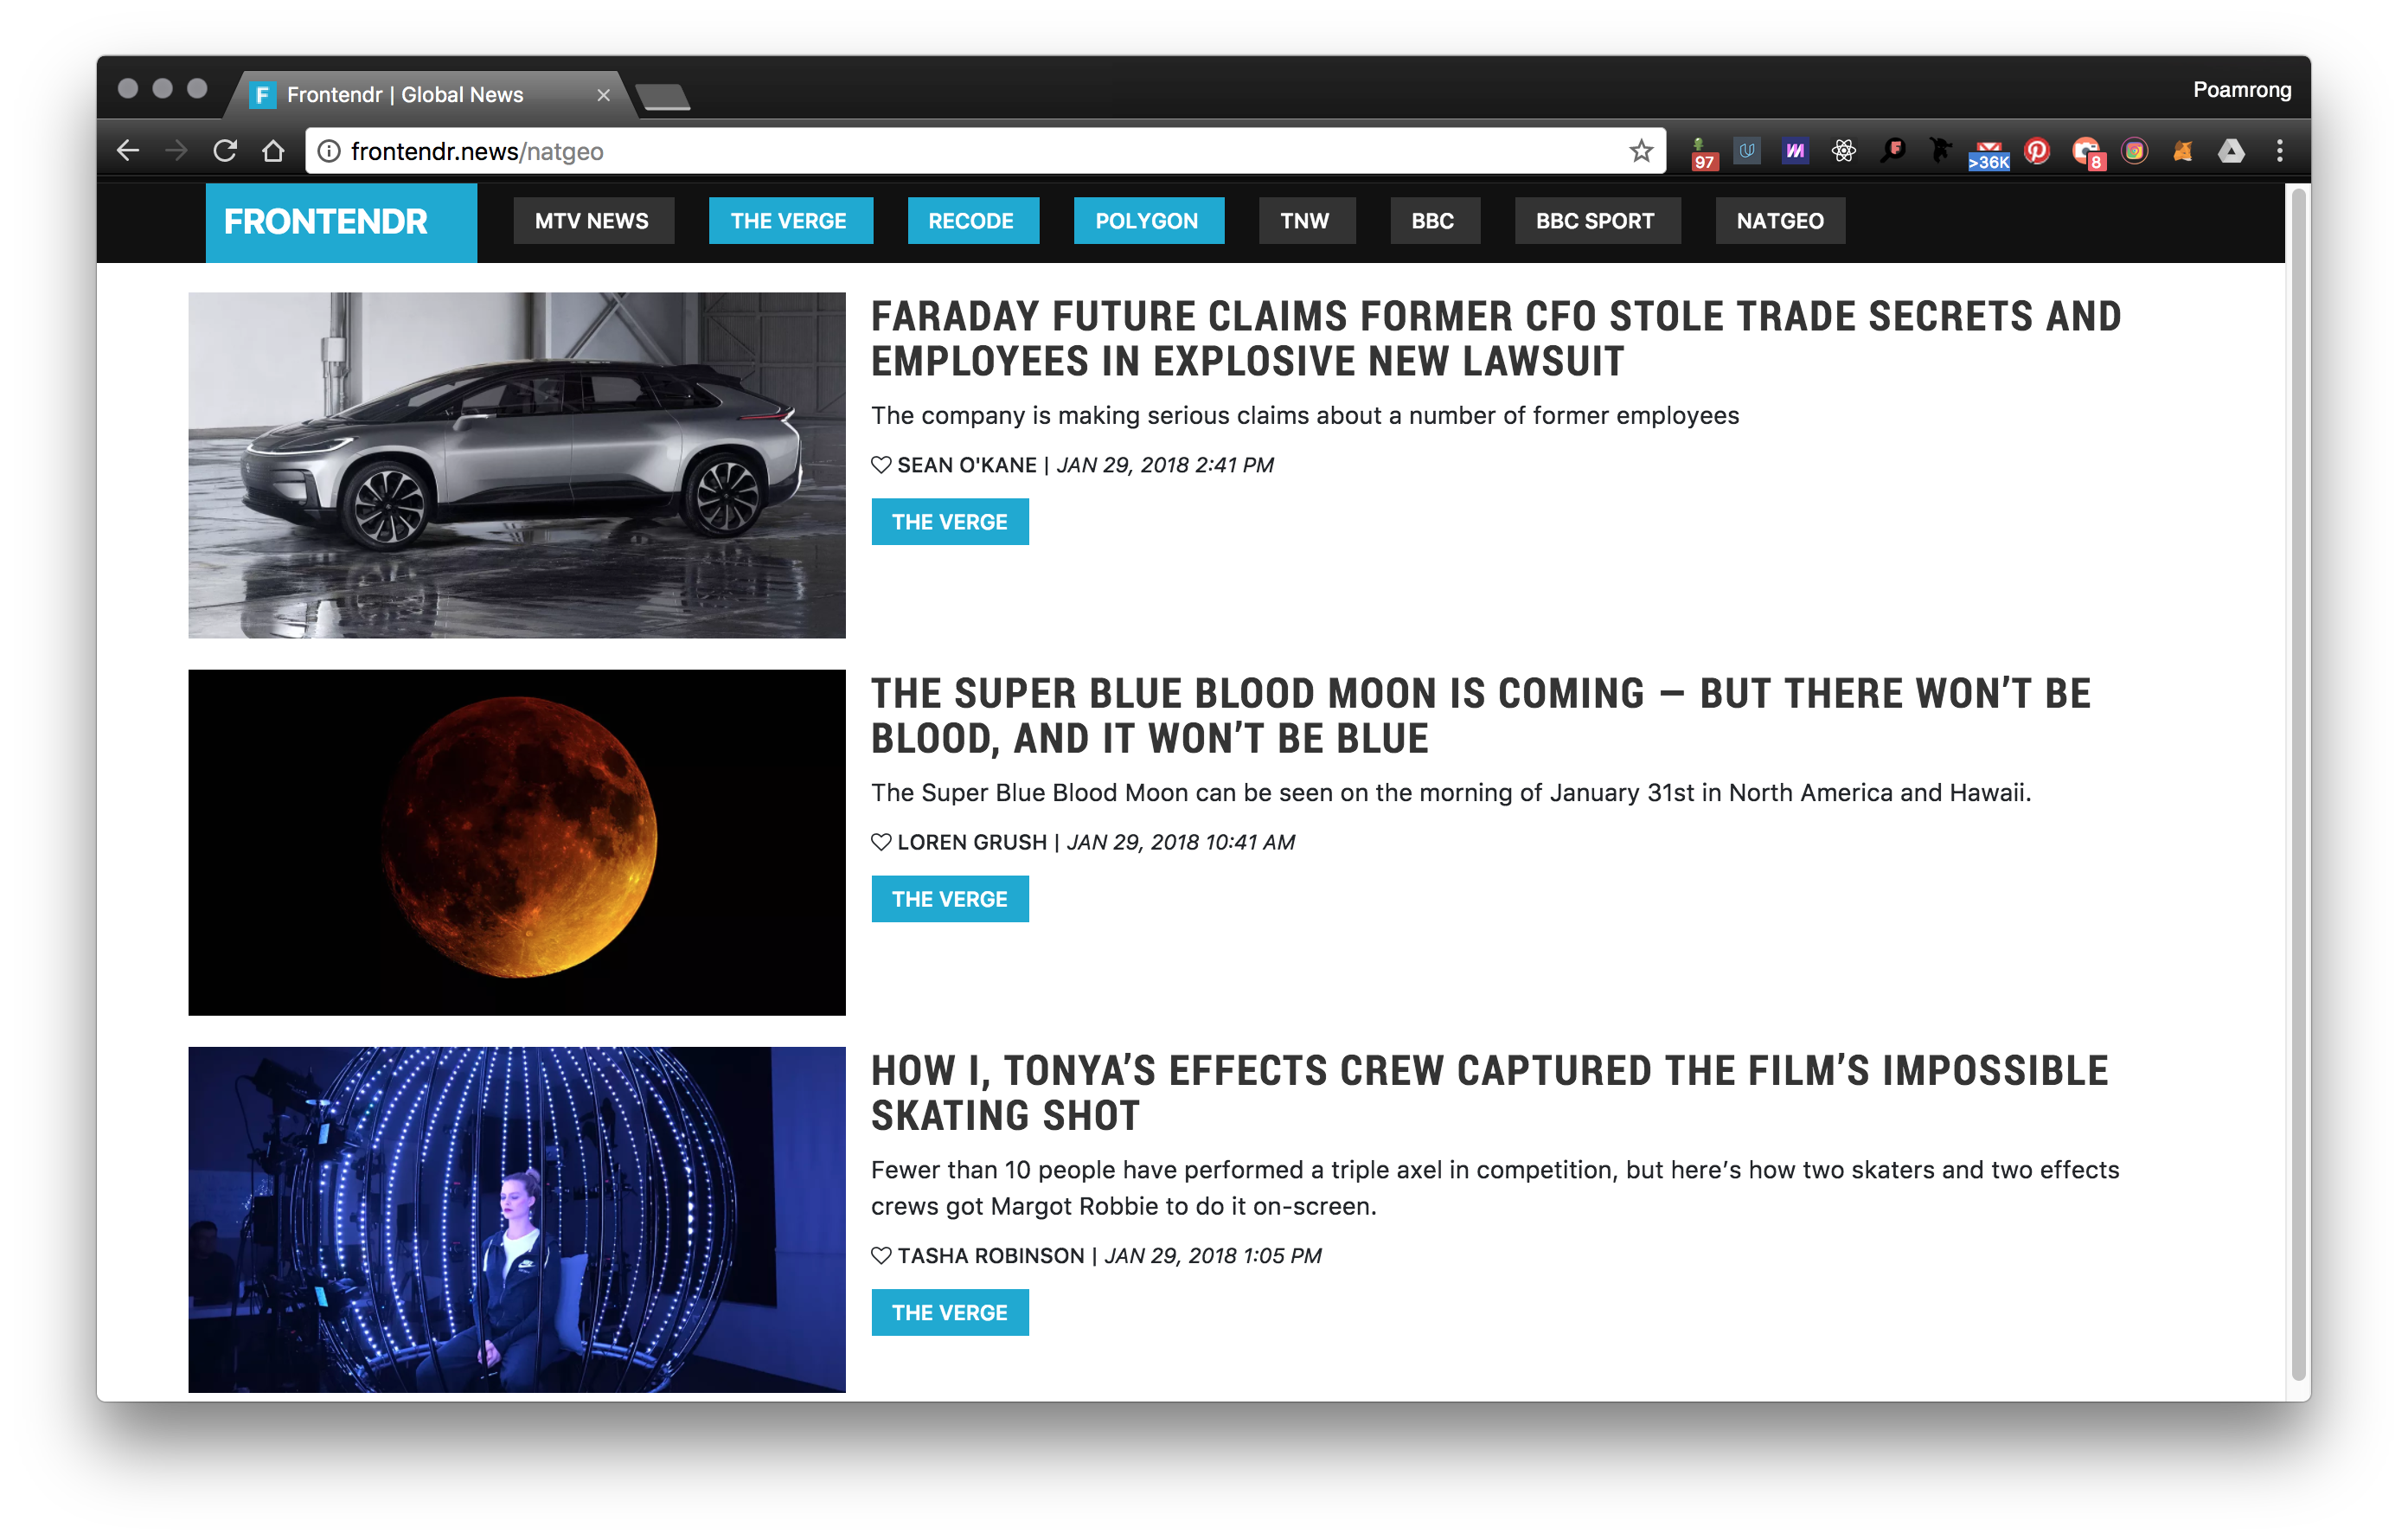 Frontendr | Global News
Poamrong
frontendr.news/natgeo
97
>36K
8
FRONTENDR
MTV NEWS
THE VERGE
RECODE
POLYGON
TNW
BBC
BBC SPORT
NATGEO
FARADAY FUTURE CLAIMS FORMER CFO STOLE TRADE SECRETS AND
EMPLOYEES IN EXPLOSIVE NEW LAWSUIT
The company is making serious claims about a number of former employees
SEAN O'KANE | JAN 29, 2018 2:41 PM
THE VERGE
THE SUPER BLUE BLOOD MOON IS COMING — BUT THERE WON’T BE
BLOOD, AND IT WON’T BE BLUE
The Super Blue Blood Moon can be seen on the morning of January 31st in North America and Hawaii.
LOREN GRUSH | JAN 29, 2018 10:41 AM
THE VERGE
HOW I, TONYA’S EFFECTS CREW CAPTURED THE FILM’S IMPOSSIBLE
SKATING SHOT
Fewer than 10 people have performed a triple axel in competition, but here’s how two skaters and two effects
crews got Margot Robbie to do it on-screen.
TASHA ROBINSON | JAN 29, 2018 1:05 PM
THE VERGE